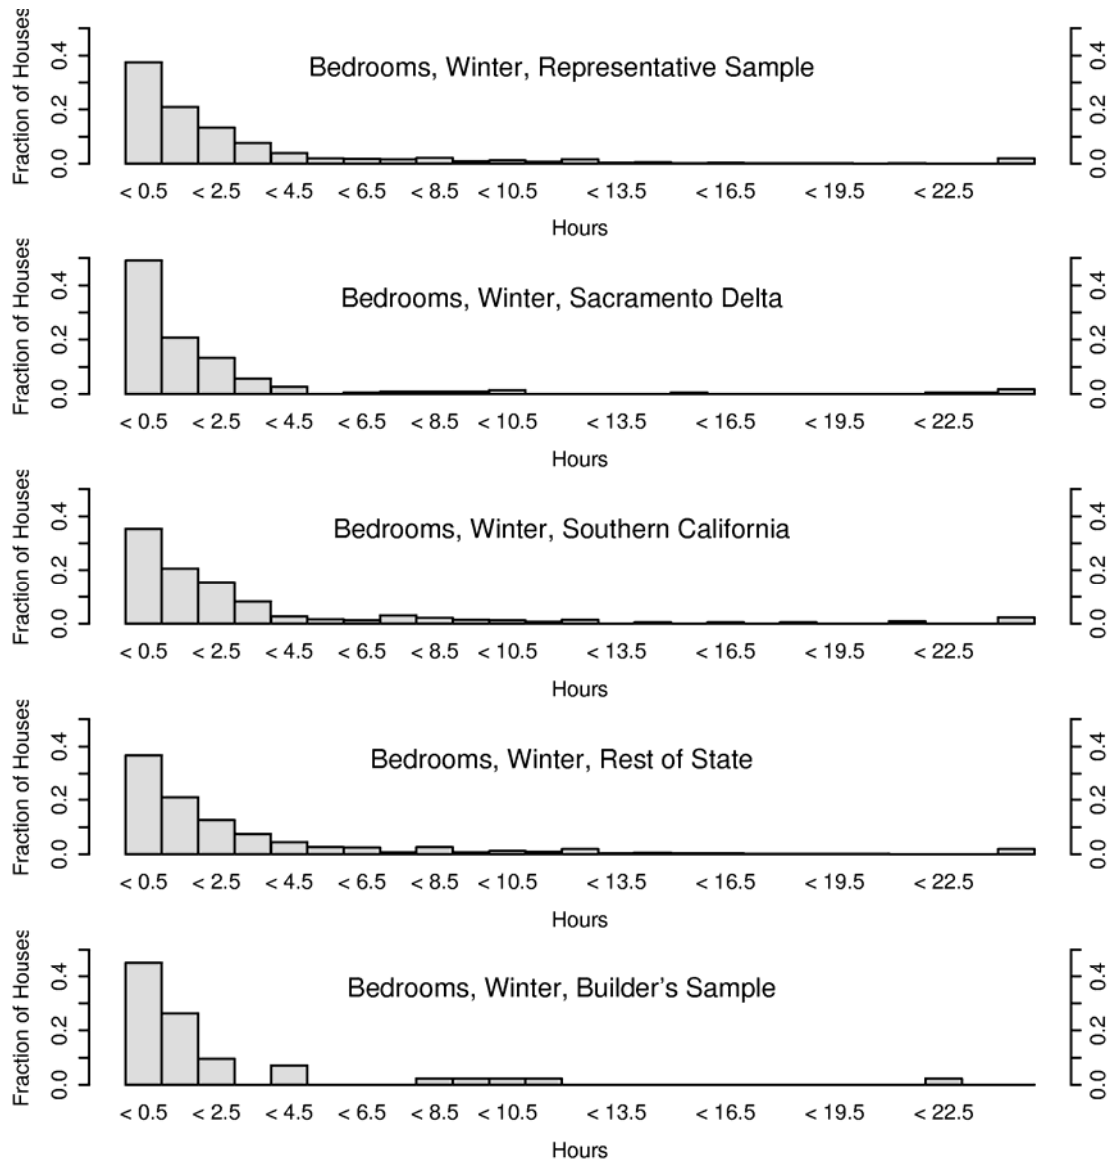 Bedrooms, Winter, Representative Sample
Fraction of Houses
0.0 0.2 0.4
0.0 0.2 0.4
< 0.5 < 2.5 < 4.5 < 6.5 < 8.5 < 10.5 < 13.5 < 16.5 < 19.5 < 22.5
Hours
Bedrooms, Winter, Sacramento Delta
Fraction of Houses
0.0 0.2 0.4
0.0 0.2 0.4
< 0.5 < 2.5 < 4.5 < 6.5 < 8.5 < 10.5 < 13.5 < 16.5 < 19.5 < 22.5
Hours
Bedrooms, Winter, Southern California
Fraction of Houses
0.0 0.2 0.4
0.0 0.2 0.4
< 0.5 < 2.5 < 4.5 < 6.5 < 8.5 < 10.5 < 13.5 < 16.5 < 19.5 < 22.5
Hours
Bedrooms, Winter, Rest of State
Fraction of Houses
0.0 0.2 0.4
0.0 0.2 0.4
< 0.5 < 2.5 < 4.5 < 6.5 < 8.5 < 10.5 < 13.5 < 16.5 < 19.5 < 22.5
Hours
Bedrooms, Winter, Builder’s Sample
Fraction of Houses
0.0 0.2 0.4
0.0 0.2 0.4
< 0.5 < 2.5 < 4.5 < 6.5 < 8.5 < 10.5 < 13.5 < 16.5 < 19.5 < 22.5
Hours